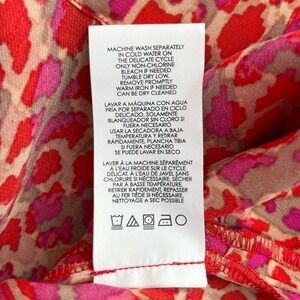 MACHINE WASH SEPARATELY
IN COLD WATER ON
THE DELICATE CYCLE
ONLY NON-CHLORINE
BLEACH IF NEEDED
TUMBLE DRY LOW.
REMOVE PROMPTLY
WARM IRON IF NEEDED
CAN BE DRY CLEANED
LAVAR A MÁQUINA CON AGUA
FRÍA POR SEPARADO EN CICLO
DELICADO. SOLAMENTE
BLANQUEADOR SIN CLORO SI
FUERA NECESARIO
USAR LA SECADORA A BAJA
TEMPERATURA Y RETIRAR
RÁPIDAMENTE, PLANCHA TIBIA
SI FUERA NECESARIO
SE PUEDE LAVAR EN SECO
LAVER À LA MACHINE SÉPARÉMENT
À L'EAU FROIDE SUR LE CYCLE
DÉLICAT. À L'EAU DE JAVEL SANS
CHLORE SI NÉCESSAIRE, SÉCHER
PAR À BASSE TEMPÉRATURE.
RETIRER RAPIDEMENT, REPASSER
AU FER TIÈDE SI NÉCESSAIRE.
NETTOYAGE À SEC